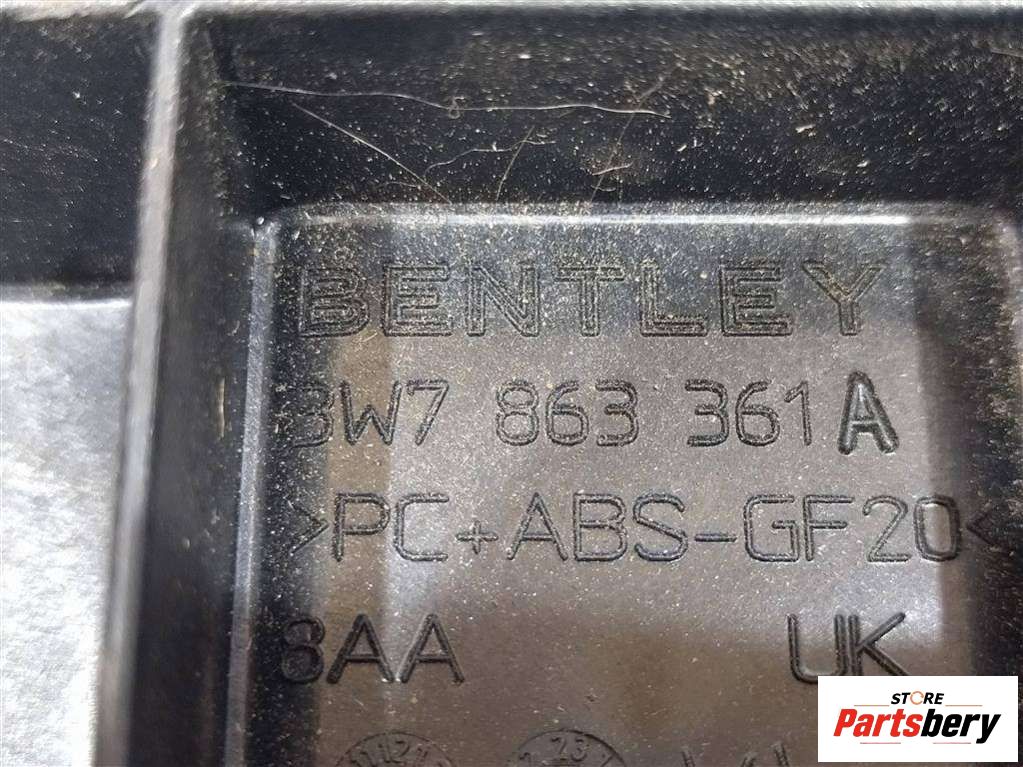 BENTLEY
3W7 863 361 A
>PC+ABS-GF20<
8AA UK
STORE
Partsbery